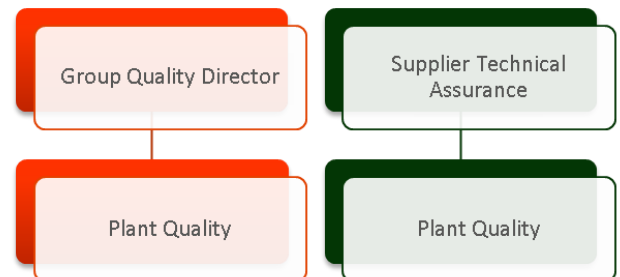 Group Quality Director
Supplier Technical
Assurance
Plant Quality
Plant Quality